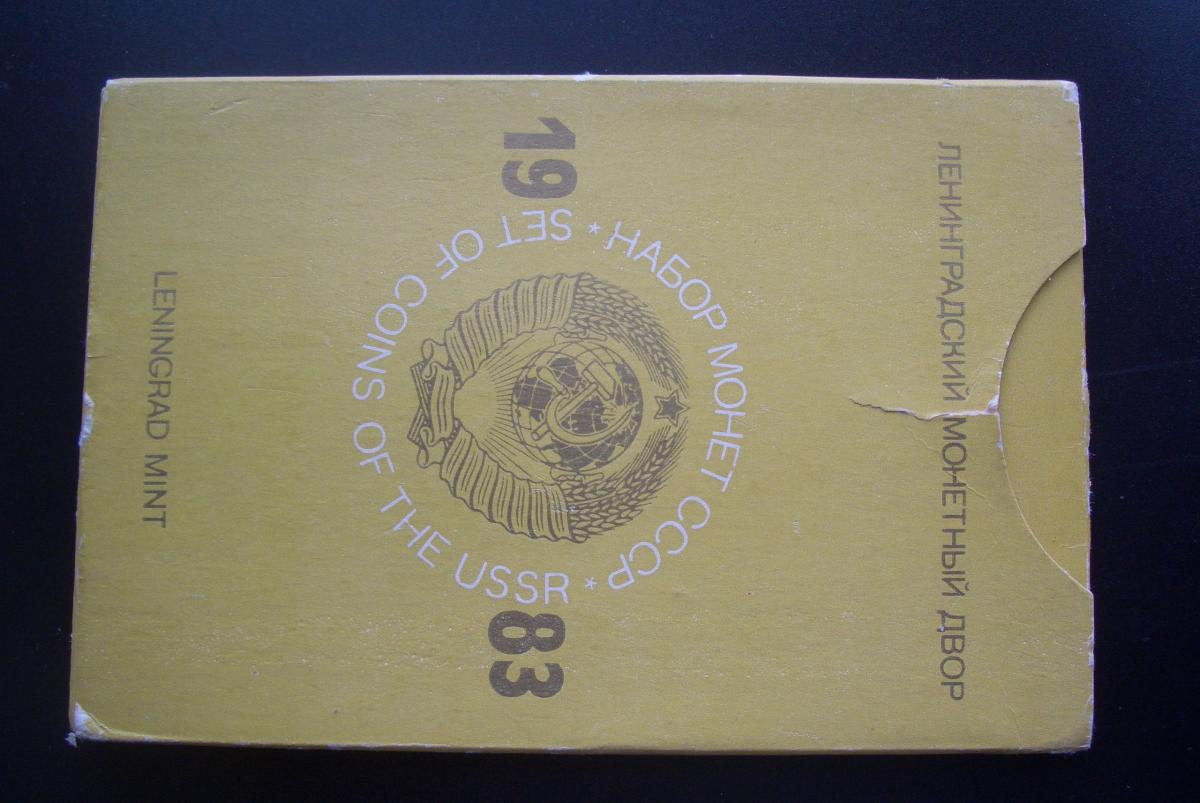 ЛЕНИНГРАДСКИЙ МОНЕТНЫЙ ДВОР
НАБОР МОНЕТ СССР
19 83
* SET OF COINS OF THE USSR *
LENINGRAD MINT